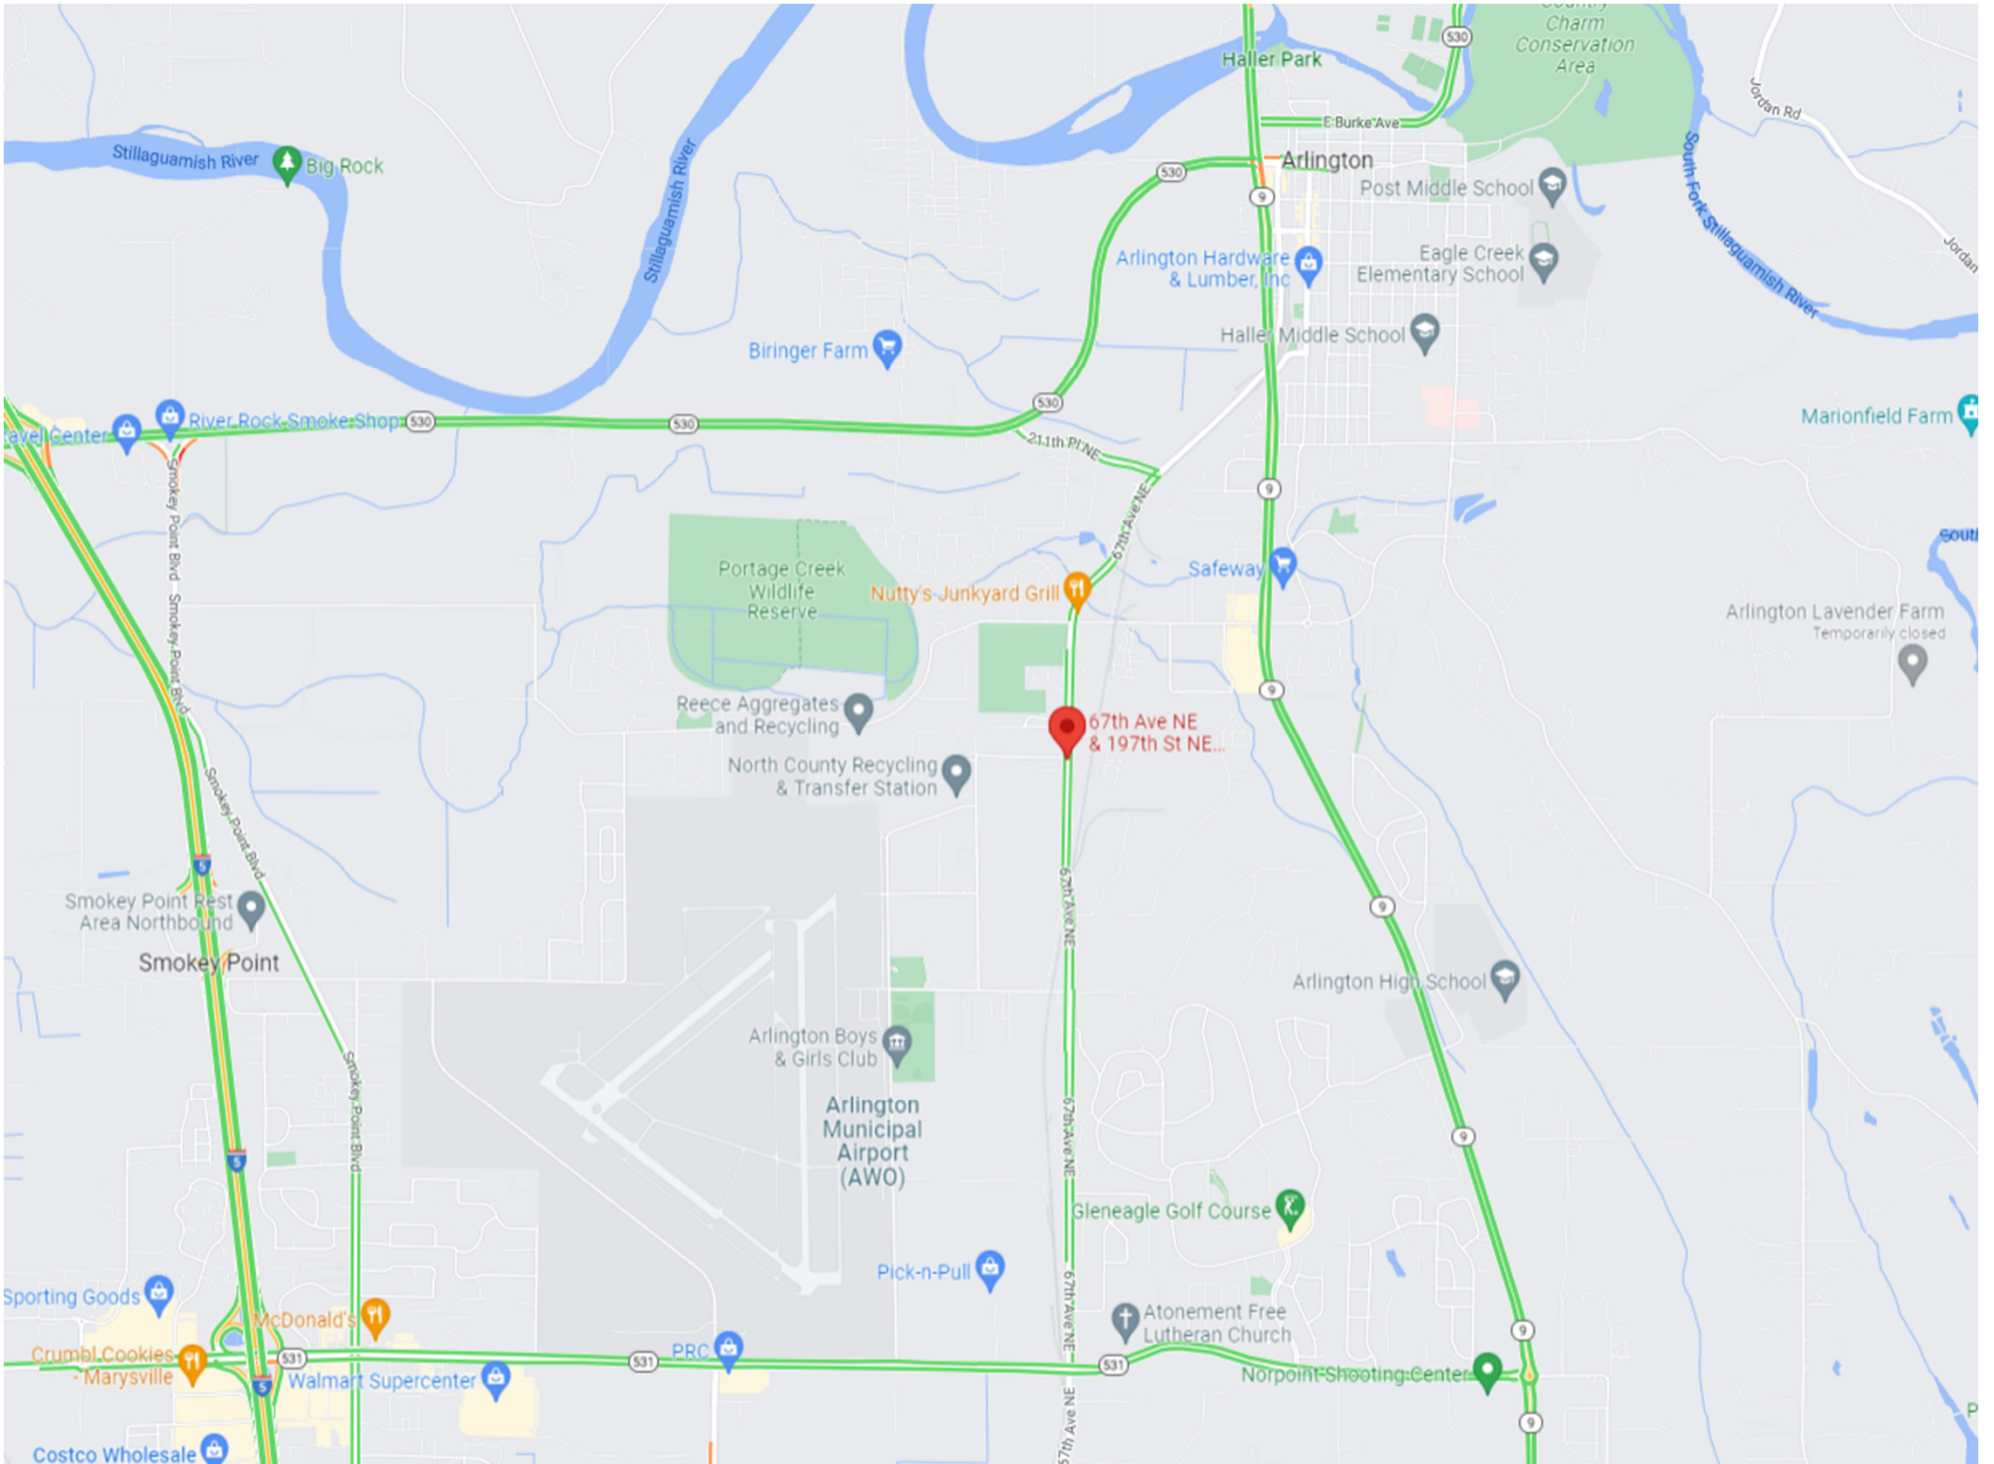 Country
Charm
Conservation
Area
530
Haller Park
Jordan Rd
E Burke Ave
Stillaguamish River
Big Rock
Stillaguamish River
530
Arlington
Post Middle School
9
South Fork Stillaguamish River
Jordan
Arlington Hardware
& Lumber, Inc
Eagle Creek
Elementary School
Haller Middle School
Biringer Farm
530
Marionfield Farm
avel Center
River Rock Smoke Shop
530
530
211th Pl NE
Smokey Point Blvd
9
67th Ave NE
South
Portage Creek
Wildlife
Reserve
Safeway
Nutty's Junkyard Grill
Smokey Point Blvd
Arlington Lavender Farm
Temporarily closed
9
Reece Aggregates
and Recycling
67th Ave NE
& 197th St NE...
North County Recycling
& Transfer Station
Smokey Point Blvd
5
67th Ave NE
Smokey Point Rest
Area Northbound
9
Smokey Point
Arlington High School
Arlington Boys
& Girls Club
Smokey Point Blvd
Arlington
Municipal
Airport
(AWO)
67th Ave NE
9
5
Gleneagle Golf Course
Pick-n-Pull
Sporting Goods
67th Ave NE
McDonald's
Atonement Free
Lutheran Church
9
Crumbl Cookies
- Marysville
531
531
PRC
531
Norpoint Shooting Center
5
Walmart Supercenter
67th Ave NE
9
P
Costco Wholesale